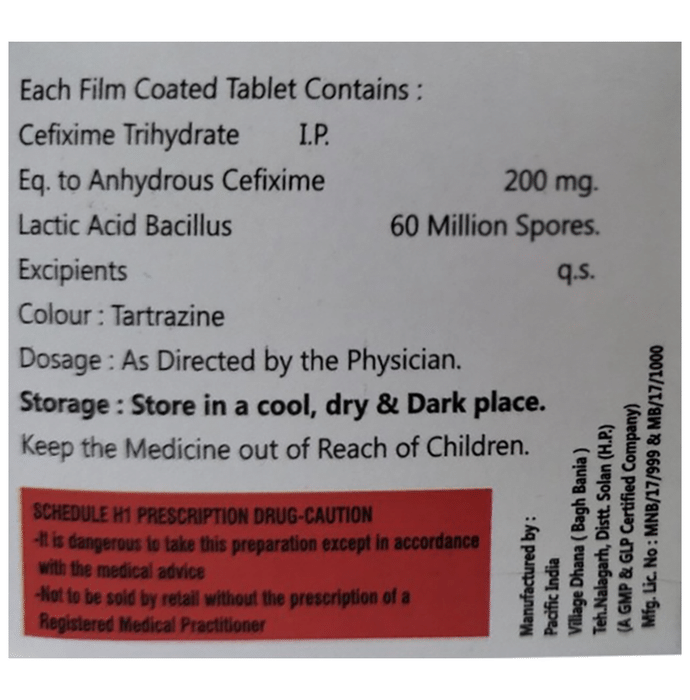 Each Film Coated Tablet Contains :
Cefixime Trihydrate I.P.
Eq. to Anhydrous Cefixime 200 mg.
Lactic Acid Bacillus 60 Million Spores.
Excipients q.s.
Colour : Tartrazine
Dosage : As Directed by the Physician.
Storage : Store in a cool, dry & Dark place.
Keep the Medicine out of Reach of Children.
SCHEDULE H1 PRESCRIPTION DRUG-CAUTION
-It is dangerous to take this preparation except in accordance
with the medical advice
-Not to be sold by retail without the prescription of a
Registered Medical Practitioner
Manufactured by :
Pacific India
Village Dhana ( Bagh Bania )
Teh.Nalagarh, Distt. Solan (H.P.)
(A GMP & GLP Certified Company)
Mfg. Lic. No : MNB/17/999 & MB/17/1000